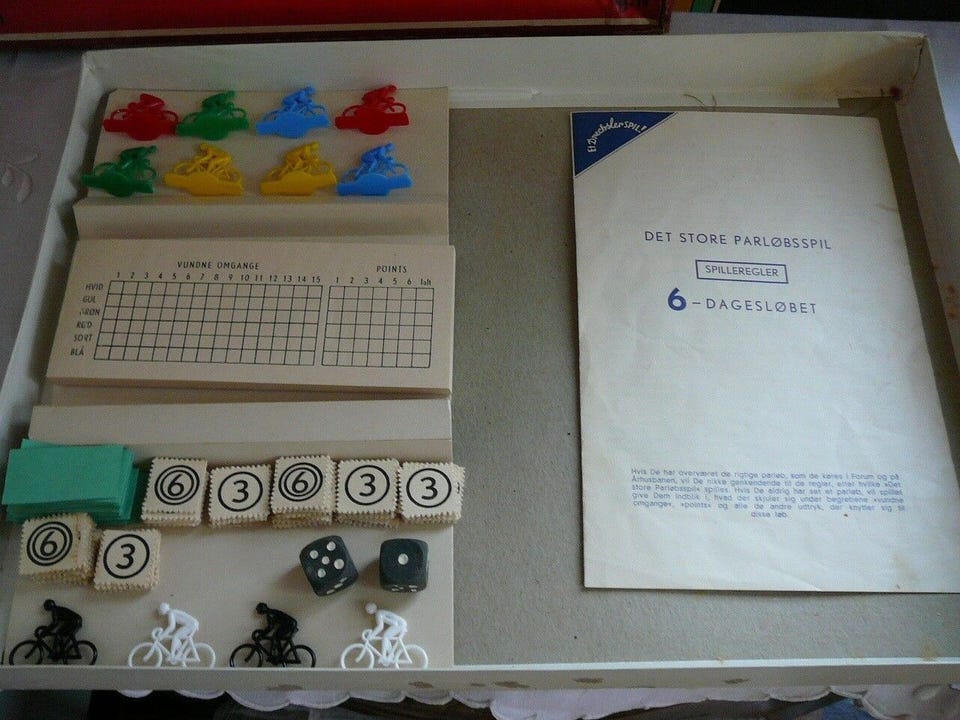 Et Drechsler SPIL!
DET STORE PARLØBSSPIL
SPILLEREGLER
6 – DAGESLØBET
Hvis De har overværet de rigtige parløb, som de køres i Forum og på
Århusbanen, vil De nikke genkendende til de regler, efter hvilke »Det
store Parløbsspil« spilles. Hvis De aldrig har set et parløb, vil spillet
give Dem indblik i, hvad der skjuler sig under begreberne »vundne
omgange«, »points« og alle de andre udtryk, der knytter sig til
disse løb.
VUNDNE OMGANGE POINTS
1 2 3 4 5 6 7 8 9 10 11 12 13 14 15 1 2 3 4 5 6 Ialt
HVID
GUL
GRØN
RØD
SORT
BLÅ
6 3 6 3 3
6 3